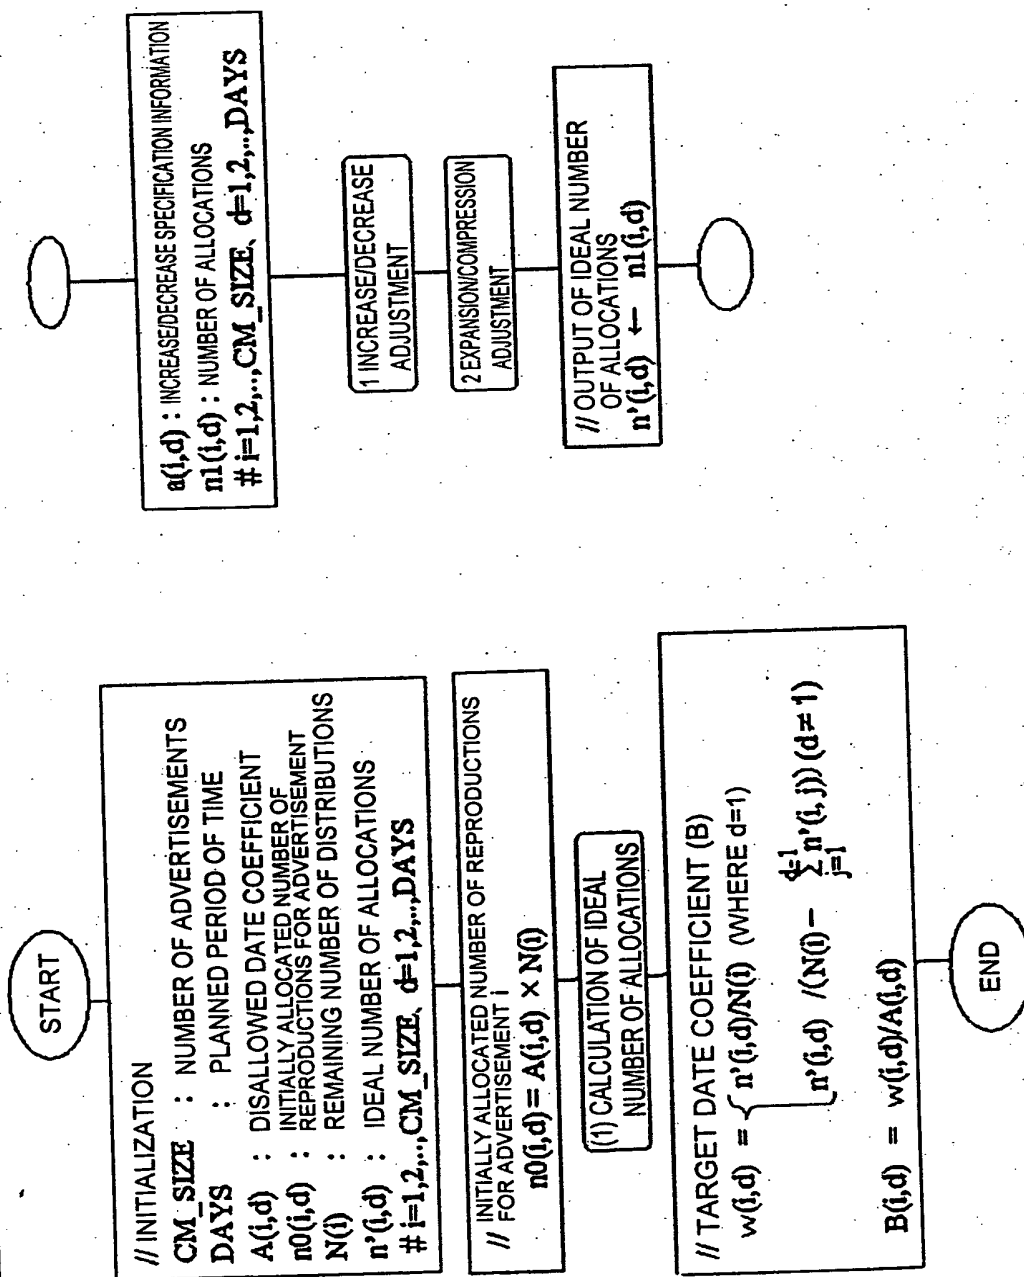 START
// INITIALIZATION
CM_SIZE : NUMBER OF ADVERTISEMENTS
DAYS : PLANNED PERIOD OF TIME
A(i,d) : DISALLOWED DATE COEFFICIENT
n0(i,d) : INITIALLY ALLOCATED NUMBER OF
REPRODUCTIONS FOR ADVERTISEMENT
N(i) : REMAINING NUMBER OF DISTRIBUTIONS
n'(i,d) : IDEAL NUMBER OF ALLOCATIONS
# i=1,2,..,CM_SIZE、d=1,2,..,DAYS
// INITIALLY ALLOCATED NUMBER OF REPRODUCTIONS
FOR ADVERTISEMENT i
n0(i,d) = A(i,d) × N(i)
(1) CALCULATION OF IDEAL
NUMBER OF ALLOCATIONS
// TARGET DATE COEFFICIENT (B)
w(i,d) = { n'(i,d)/N(i) (WHERE d=1)
n'(i,d) /(N(i)− d-1 Σ j=1 n'(i, j)) (d≠1)
B(i,d) = w(i,d)/A(i,d)
END
a(i,d) : INCREASE/DECREASE SPECIFICATION INFORMATION
n1(i,d) : NUMBER OF ALLOCATIONS
# i=1,2,..,CM_SIZE、d=1,2,..,DAYS
1 INCREASE/DECREASE
ADJUSTMENT
2 EXPANSION/COMPRESSION
ADJUSTMENT
// OUTPUT OF IDEAL NUMBER
OF ALLOCATIONS
n'(i,d) ← n1(i,d)